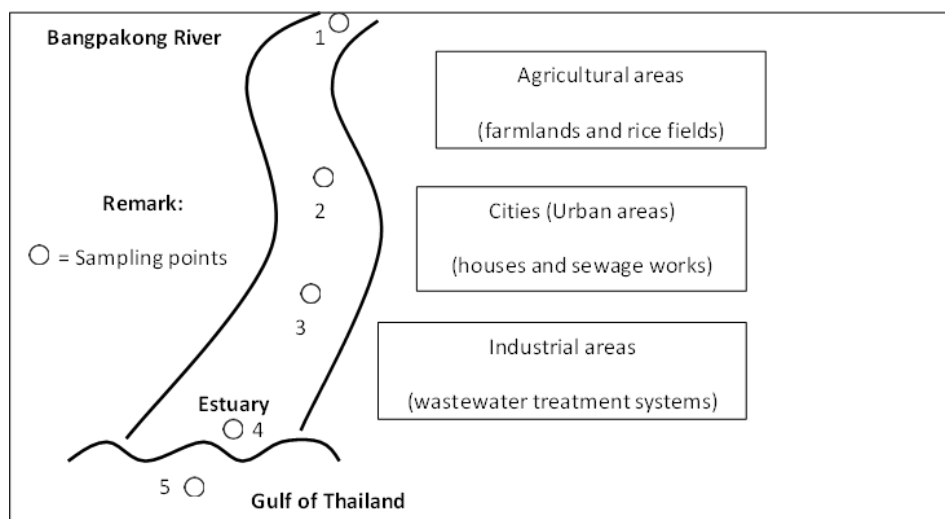 Bangpakong River
1
Agricultural areas
(farmlands and rice fields)
2
Remark:
= Sampling points
Cities (Urban areas)
(houses and sewage works)
3
Industrial areas
(wastewater treatment systems)
Estuary
4
5
Gulf of Thailand